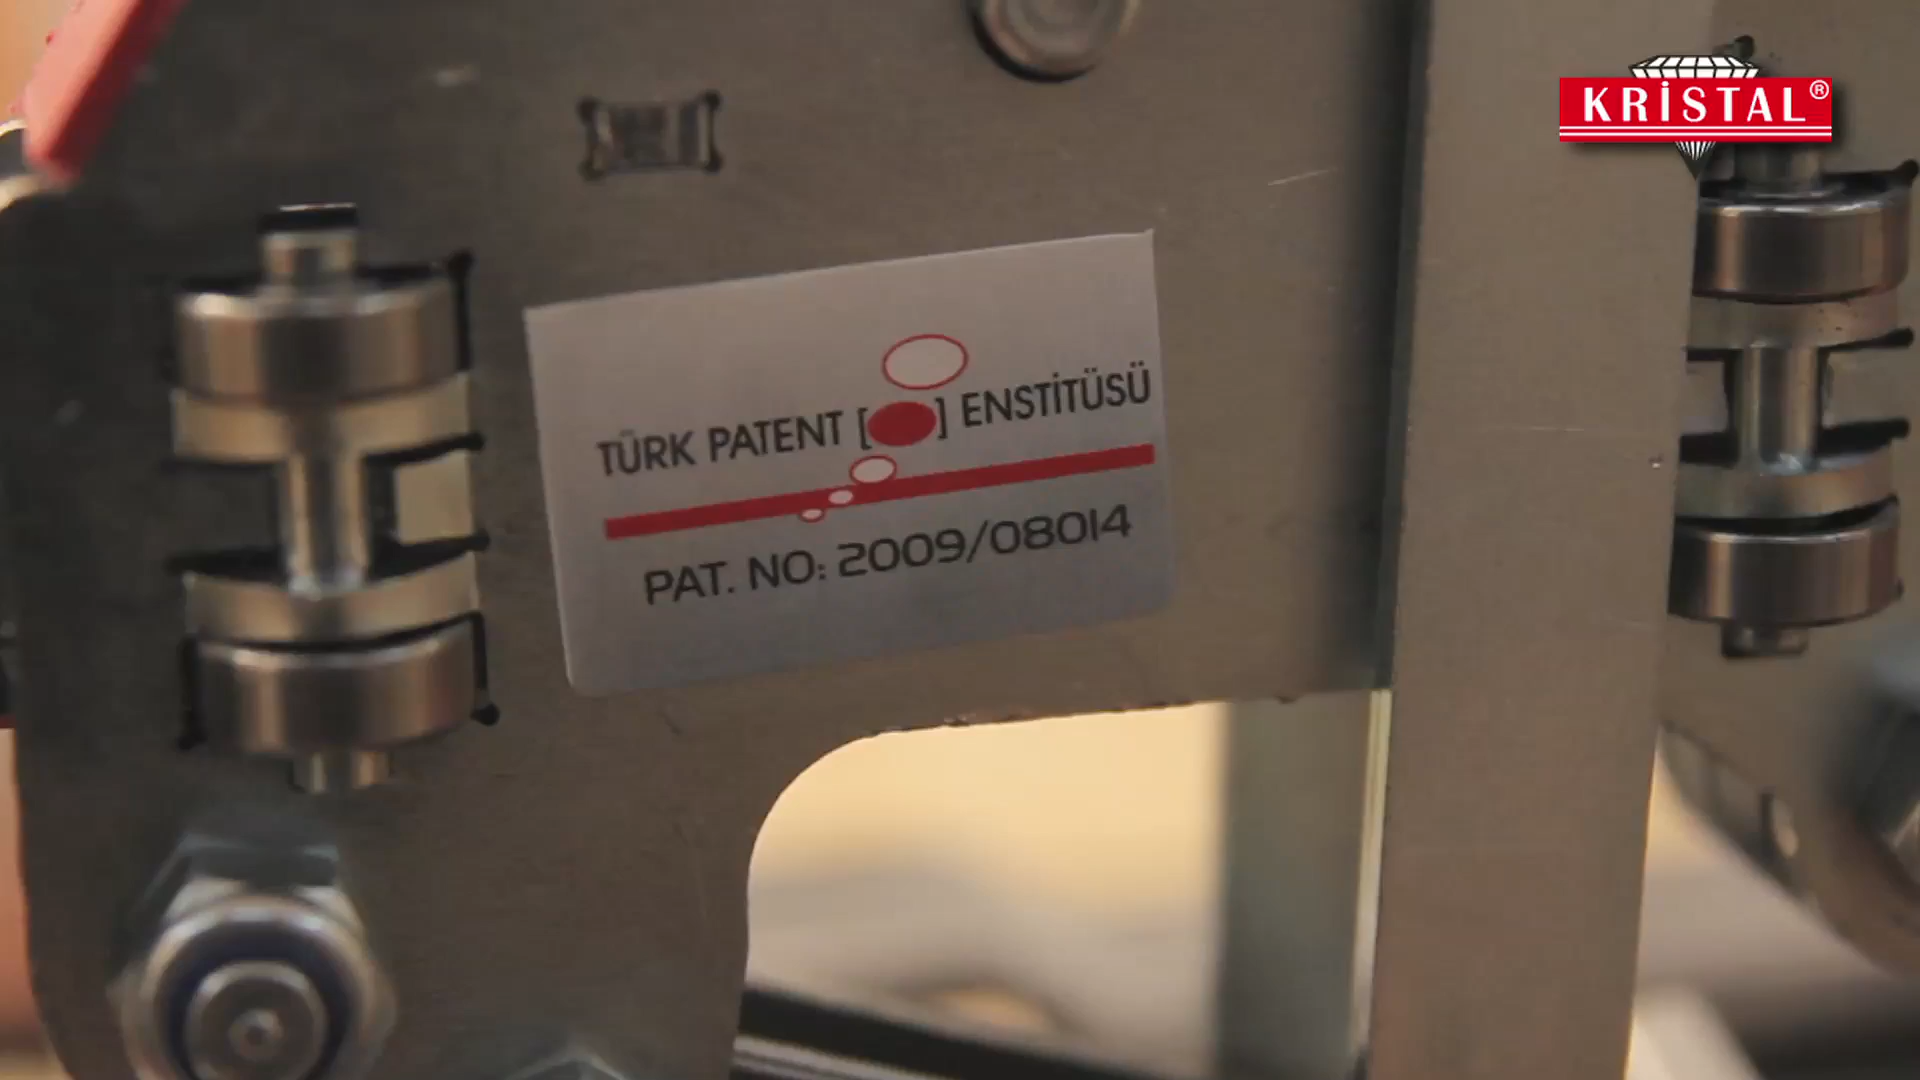 KRİSTAL®
TÜRK PATENT [ ] ENSTİTÜSÜ
PAT. NO: 2009/08014